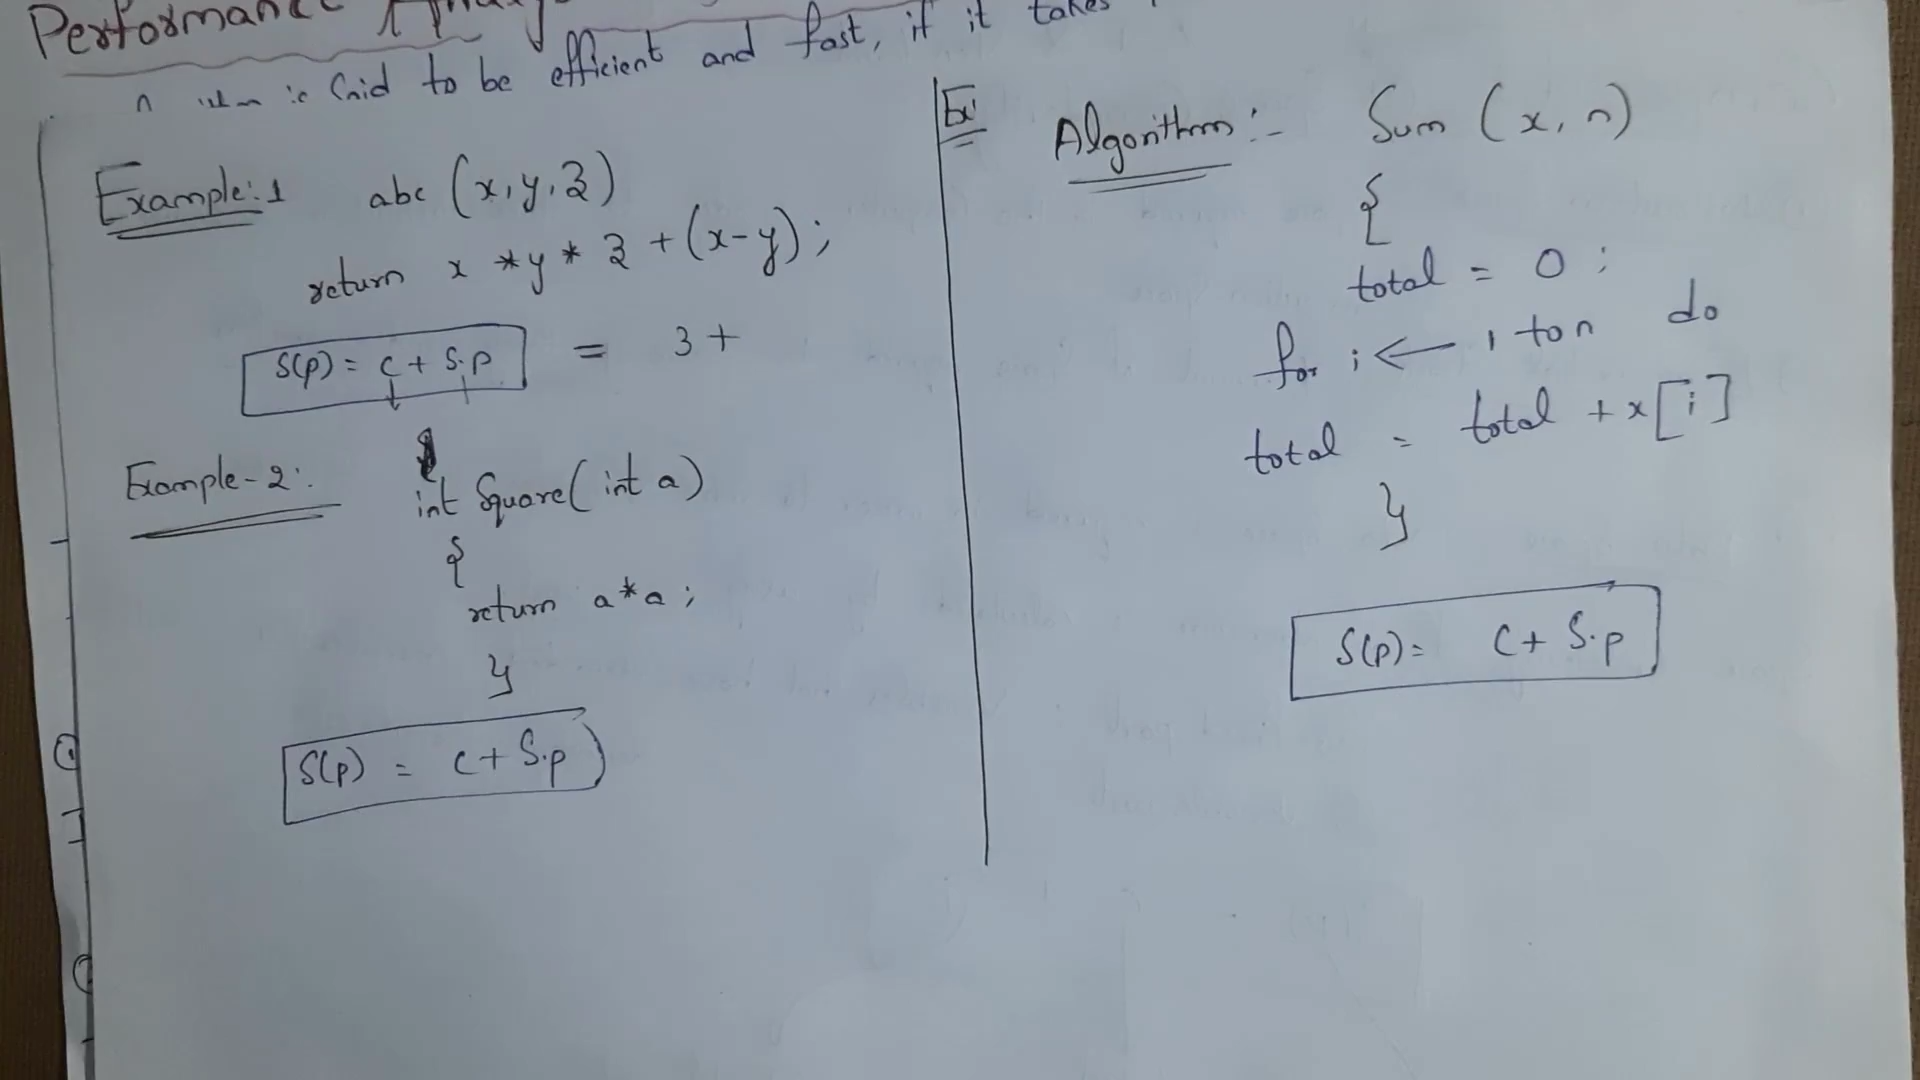 Performance
is said to be efficient and fast, if it takes
Example:1 abc (x, y, z)
return x * y * z + (x-y);
S(p) = C + S.p = 3 +
Example-2:
int Square(int a)
{
return a*a;
}
S(p) = C + S.p
Ex:
Algorithm:- Sum (x, n)
{
total = 0;
for i ← 1 to n do
total = total + x[i]
}
S(p) = C + S.p